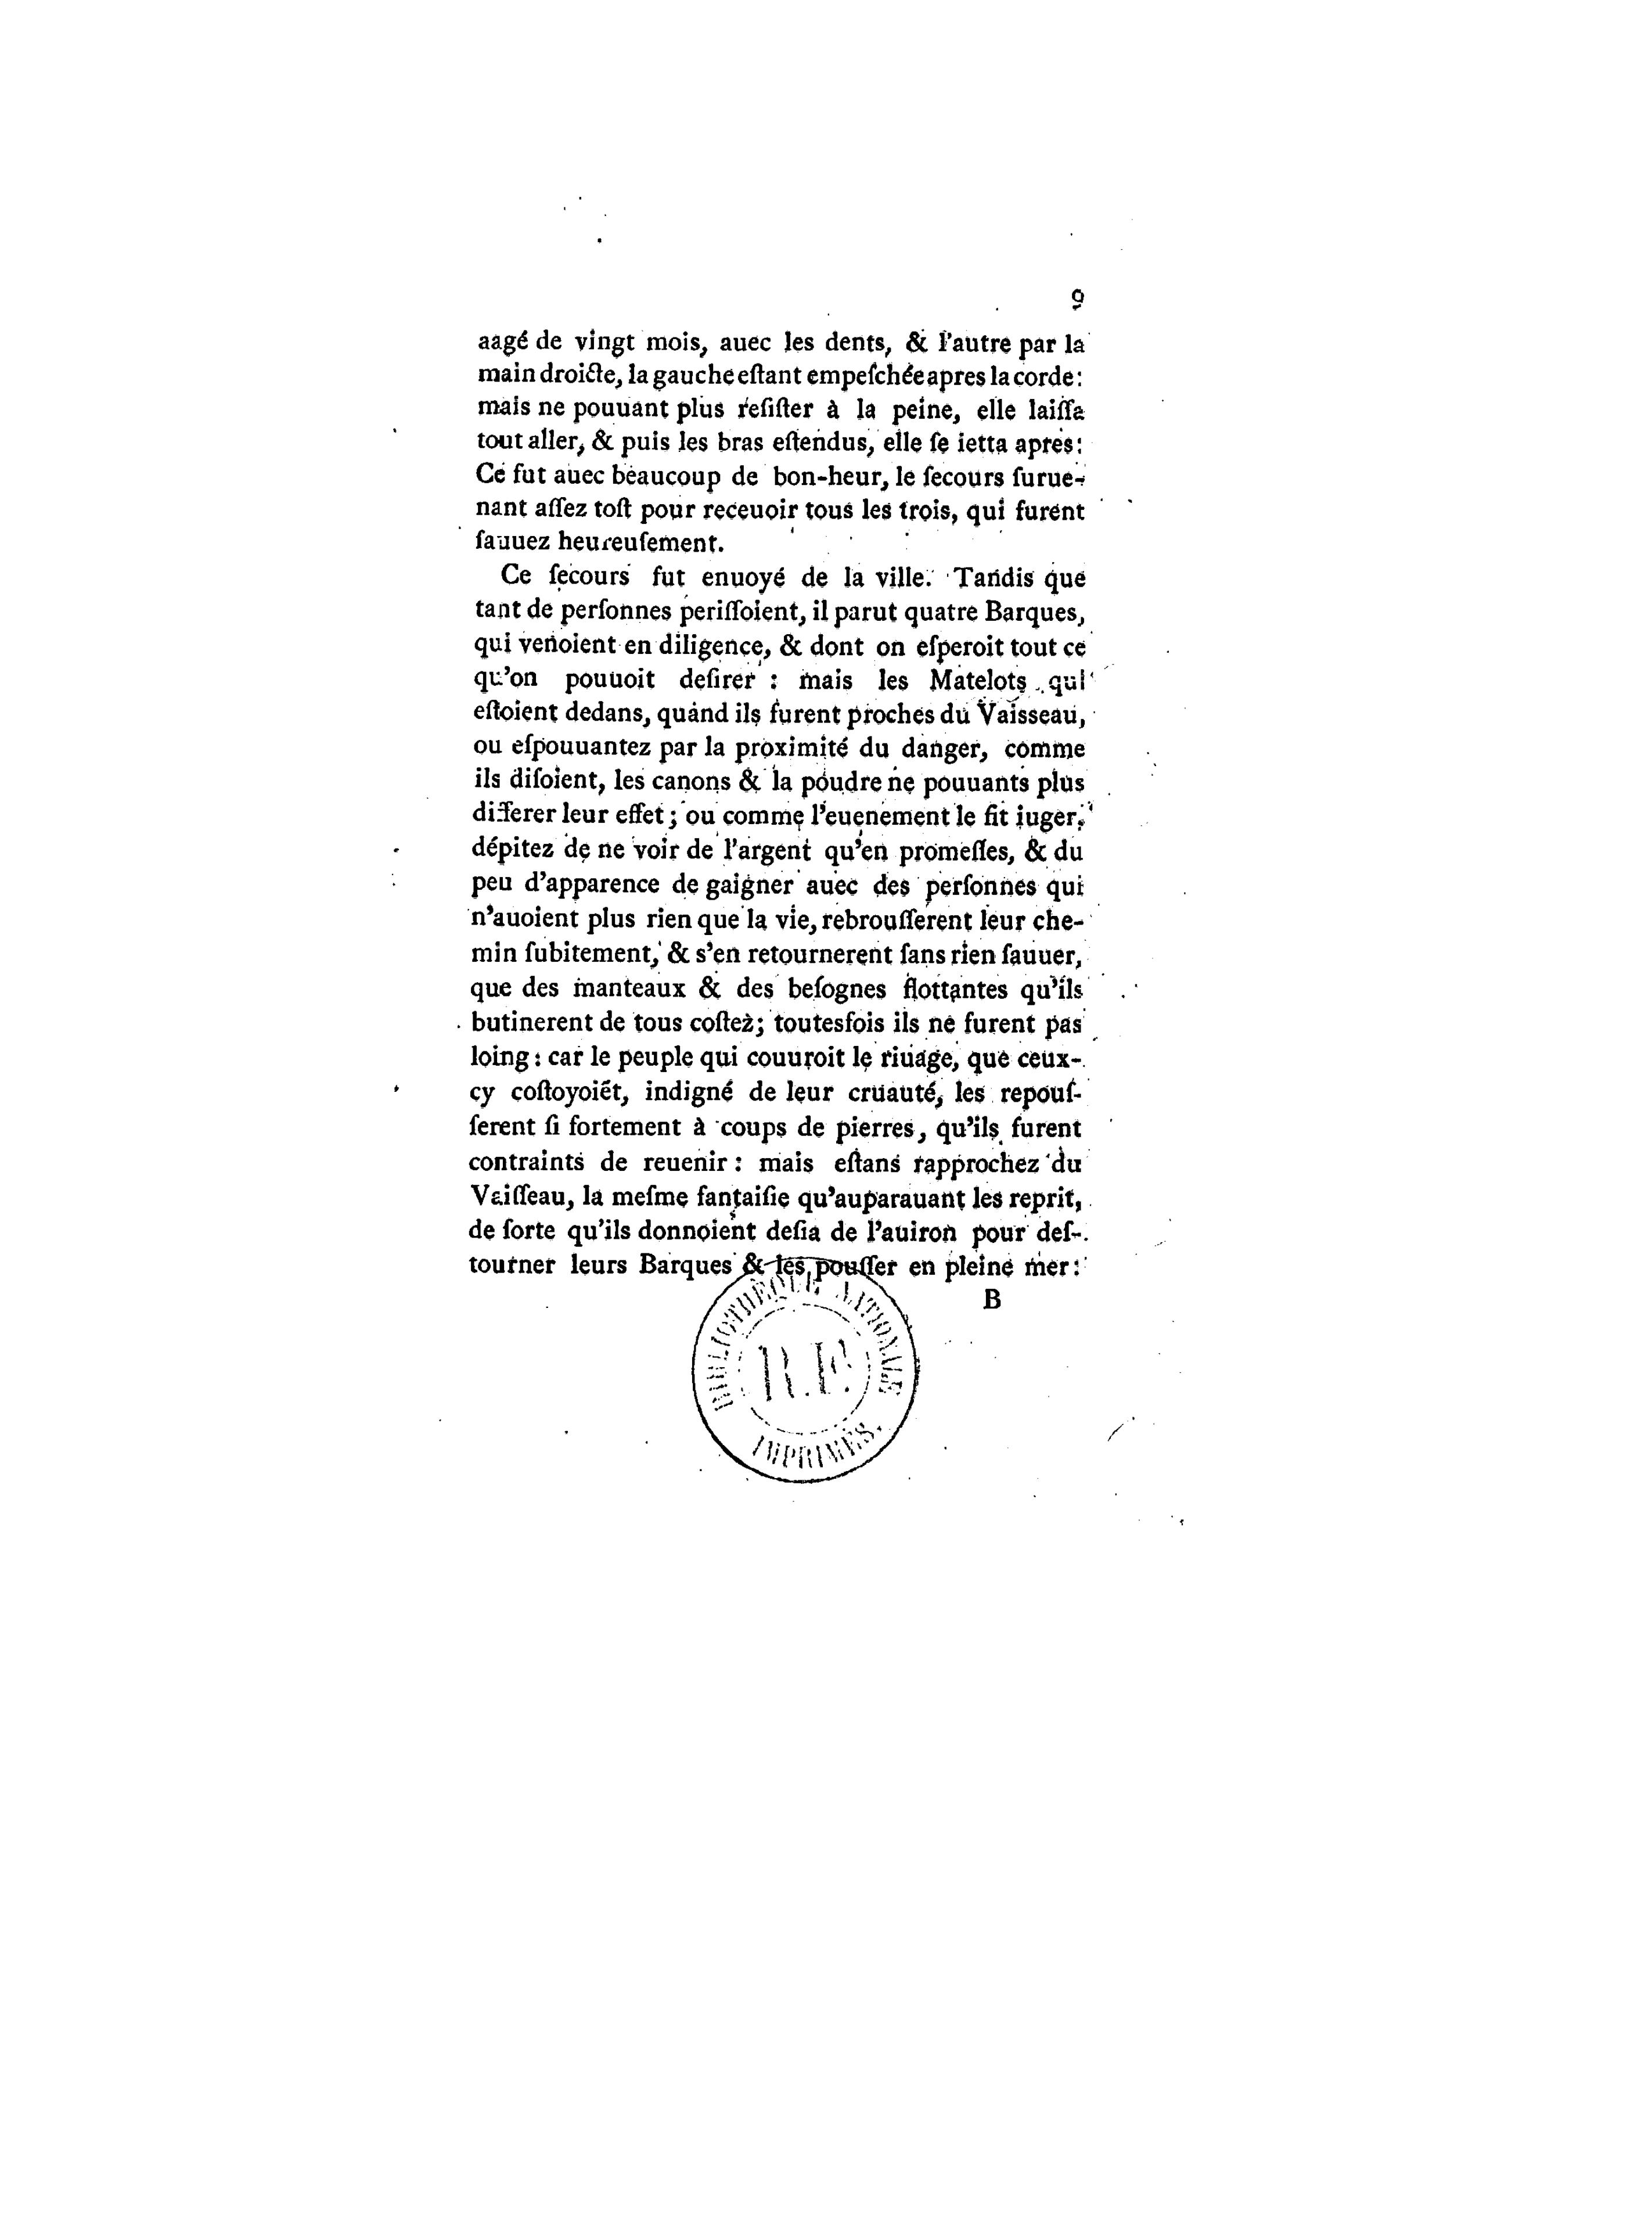 9
aagé de vingt mois, auec les dents, & l'autre par la
main droicte, la gauche eſtant empeſchée apres la corde:
mais ne pouuant plus reſiſter à la peine, elle laiſſa
tout aller, & puis les bras eſtendus, elle ſe ietta apres:
Ce fut auec beaucoup de bon-heur, le ſecours ſurue-
nant aſſez toſt pour receuoir tous les trois, qui furent
ſauuez heureuſement.
Ce ſecours fut enuoyé de la ville. Tandis que
tant de perſonnes periſſoient, il parut quatre Barques,
qui venoient en diligence, & dont on eſperoit tout ce
qu'on pouuoit deſirer : mais les Matelots qui
eſtoient dedans, quand ils furent proches du Vaisseau,
ou eſpouuantez par la proximité du danger, comme
ils diſoient, les canons & la poudre ne pouuants plus
differer leur effet; ou comme l'euenement le fit iuger,
dépitez de ne voir de l'argent qu'en promeſſes, & du
peu d'apparence de gaigner auec des perſonnes qui
n'auoient plus rien que la vie, rebrouſſerent leur che-
min ſubitement, & s'en retournerent ſans rien ſauuer,
que des manteaux & des beſognes flottantes qu'ils
butinerent de tous coſtez; toutesfois ils ne furent pas
loing: car le peuple qui couuroit le riuage, que ceux-
cy coſtoyoiẽt, indigné de leur cruauté, les repouſ-
ſerent ſi fortement à coups de pierres, qu'ils furent
contraints de reuenir: mais eſtans rapprochez du
Vaiſſeau, la meſme fantaiſie qu'auparauant les reprit,
de ſorte qu'ils donnoient deſia de l'auiron pour deſ-
tourner leurs Barques & les pouſſer en pleine mer:
B
BIBLIOTHÈQUE NATIONALE
R.F.
IMPRIMÉS.